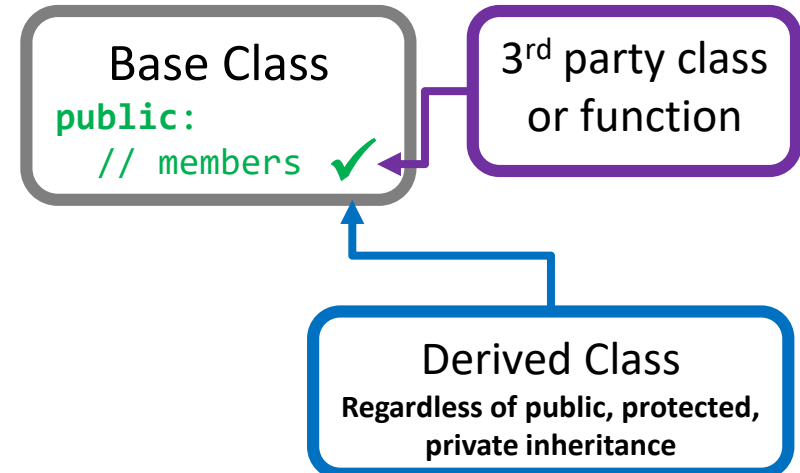 Base Class
public:
// members ✓
3rd party class
or function
Derived Class
Regardless of public, protected,
private inheritance